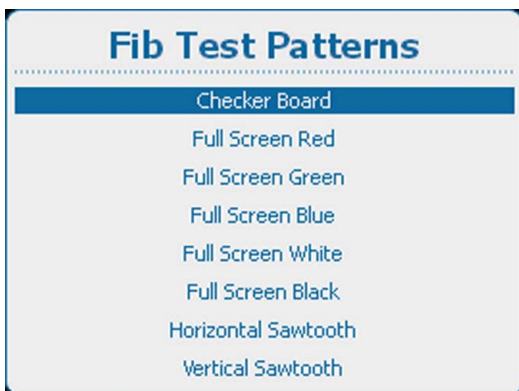 Fib Test Patterns
Checker Board
Full Screen Red
Full Screen Green
Full Screen Blue
Full Screen White
Full Screen Black
Horizontal Sawtooth
Vertical Sawtooth